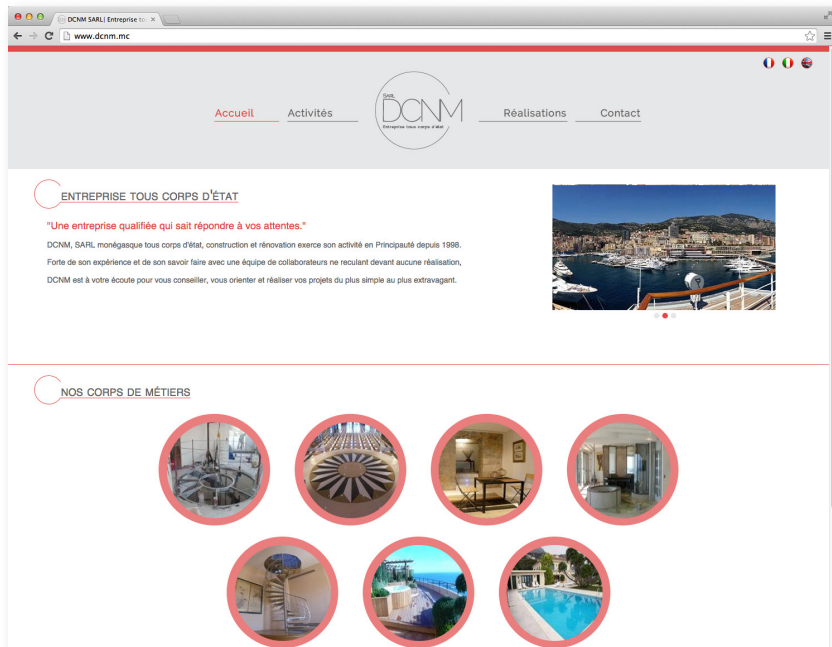 DCNM SARL| Entreprise to
www.dcnm.mc
Accueil
Activités
SARL
DCNM
Entreprise tous corps d'état
Réalisations
Contact
ENTREPRISE TOUS CORPS D'ÉTAT
"Une entreprise qualifiée qui sait répondre à vos attentes."
DCNM, SARL monégasque tous corps d'état, construction et rénovation exerce son activité en Principauté depuis 1998.
Forte de son expérience et de son savoir faire avec une équipe de collaborateurs ne reculant devant aucune réalisation,
DCNM est à votre écoute pour vous conseiller, vous orienter et réaliser vos projets du plus simple au plus extravagant.
NOS CORPS DE MÉTIERS